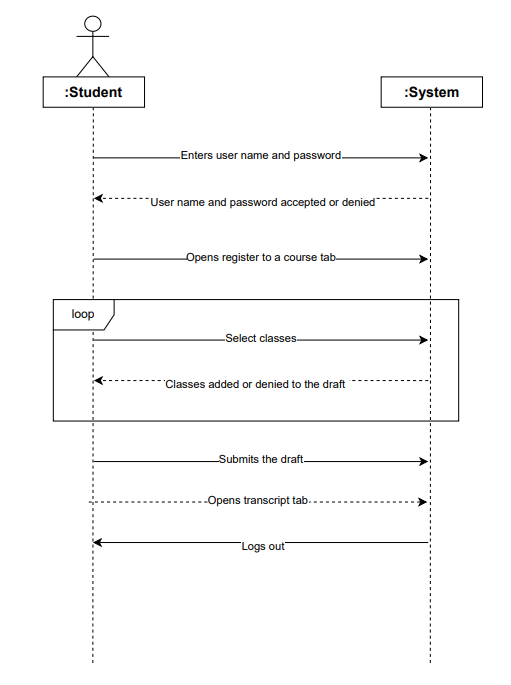 :Student
:System
Enters user name and password
User name and password accepted or denied
Opens register to a course tab
loop
Select classes
Classes added or denied to the draft
Submits the draft
Opens transcript tab
Logs out